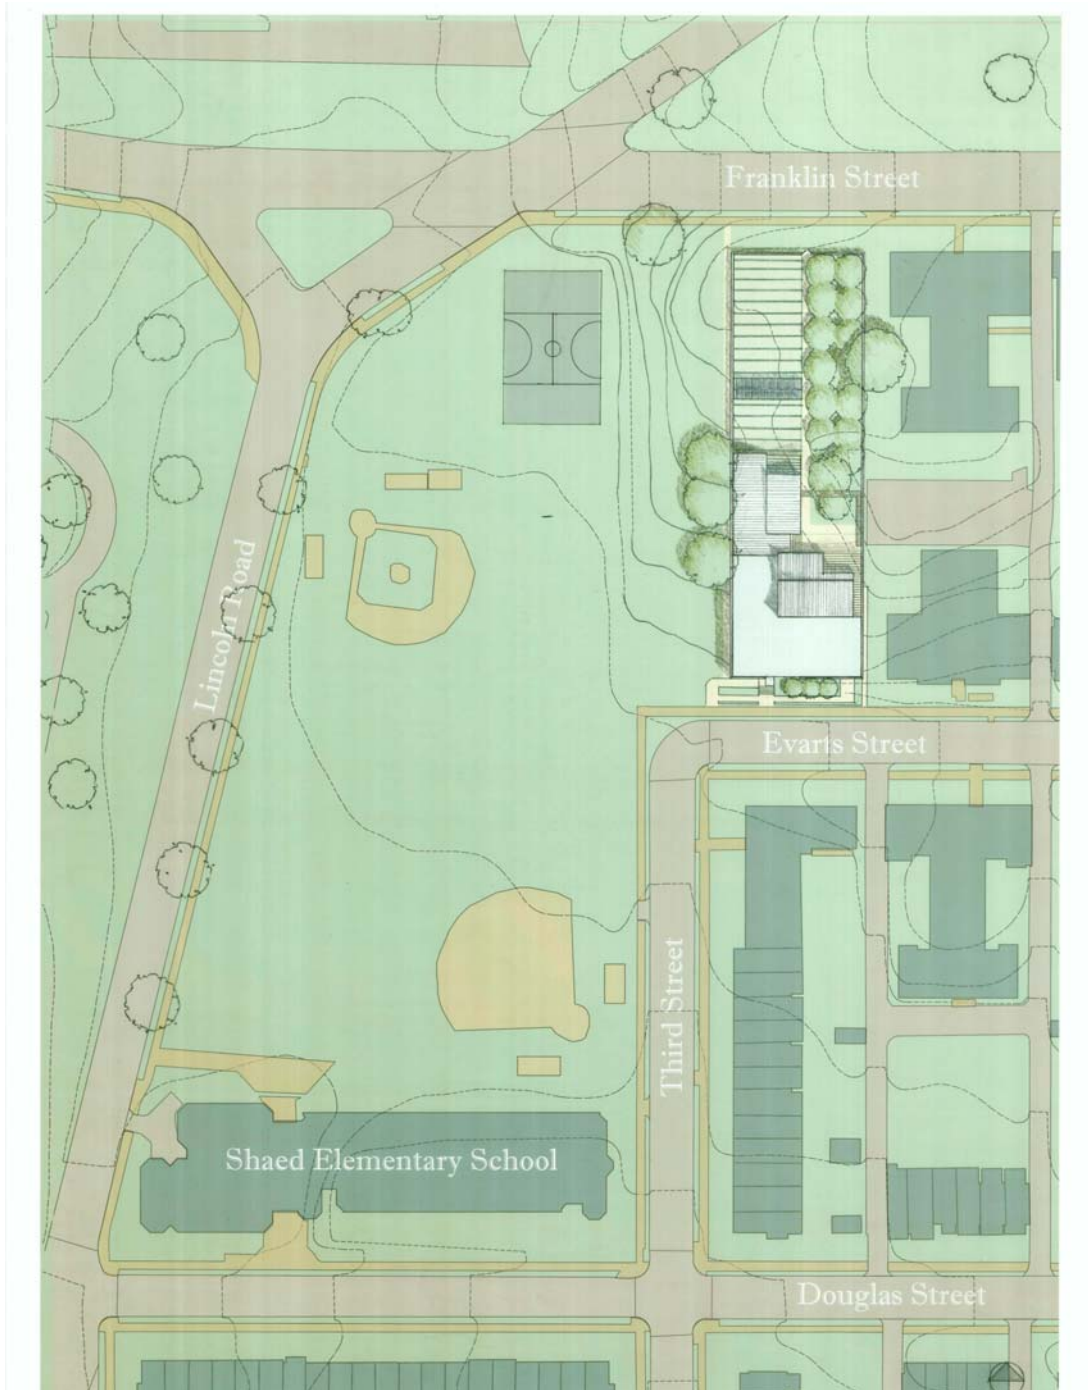 Franklin Street
Lincoln Road
Evarts Street
Third Street
Shaed Elementary School
Douglas Street